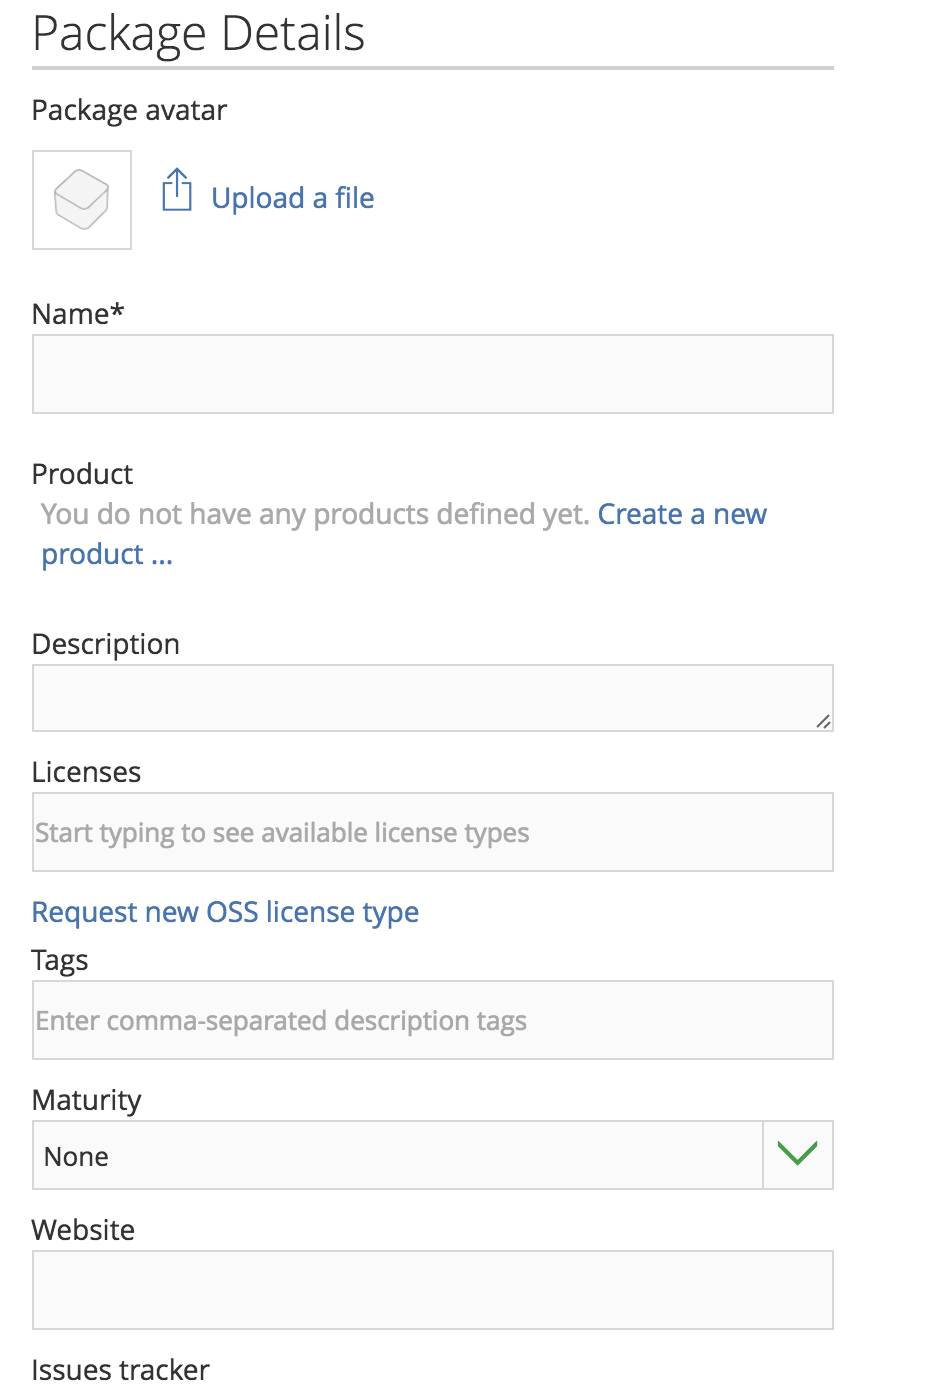 Package Details
Package avatar
Upload a file
Name*
Product
You do not have any products defined yet. Create a new
product ...
Description
Licenses
Start typing to see available license types
Request new OSS license type
Tags
Enter comma-separated description tags
Maturity
None
Website
Issues tracker